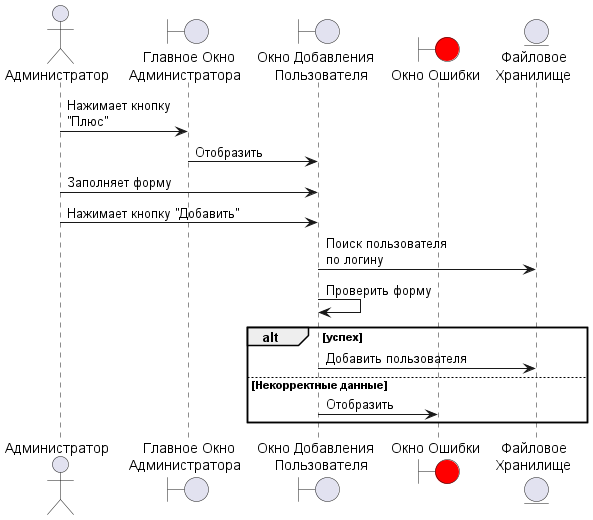 Администратор
Главное Окно
Администратора
Окно Добавления
Пользователя
Окно Ошибки
Файловое
Хранилище
Нажимает кнопку
"Плюс"
Отобразить
Заполняет форму
Нажимает кнопку "Добавить"
Поиск пользователя
по логину
Проверить форму
alt
[успех]
Добавить пользователя
[Некорректные данные]
Отобразить
Администратор
Главное Окно
Администратора
Окно Добавления
Пользователя
Окно Ошибки
Файловое
Хранилище